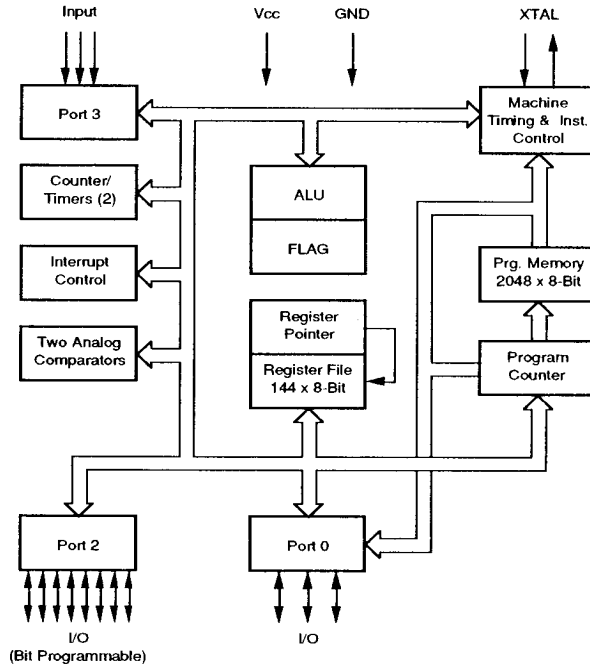 Input
Vcc
GND
XTAL
Port 3
Machine
Timing & Inst.
Control
Counter/
Timers (2)
ALU
FLAG
Interrupt
Control
Prg. Memory
2048 x 8-Bit
Register
Pointer
Two Analog
Comparators
Register File
144 x 8-Bit
Program
Counter
Port 2
Port 0
I/O
(Bit Programmable)
I/O